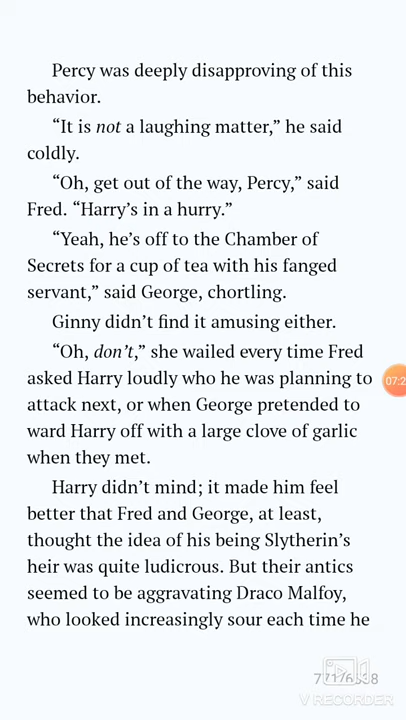 Percy was deeply disapproving of this
behavior.
“It is not a laughing matter,” he said
coldly.
“Oh, get out of the way, Percy,” said
Fred. “Harry’s in a hurry.”
“Yeah, he’s off to the Chamber of
Secrets for a cup of tea with his fanged
servant,” said George, chortling.
Ginny didn’t find it amusing either.
“Oh, don’t,” she wailed every time Fred
asked Harry loudly who he was planning to
attack next, or when George pretended to
ward Harry off with a large clove of garlic
when they met.
Harry didn’t mind; it made him feel
better that Fred and George, at least,
thought the idea of his being Slytherin’s
heir was quite ludicrous. But their antics
seemed to be aggravating Draco Malfoy,
who looked increasingly sour each time he
V RECORDER